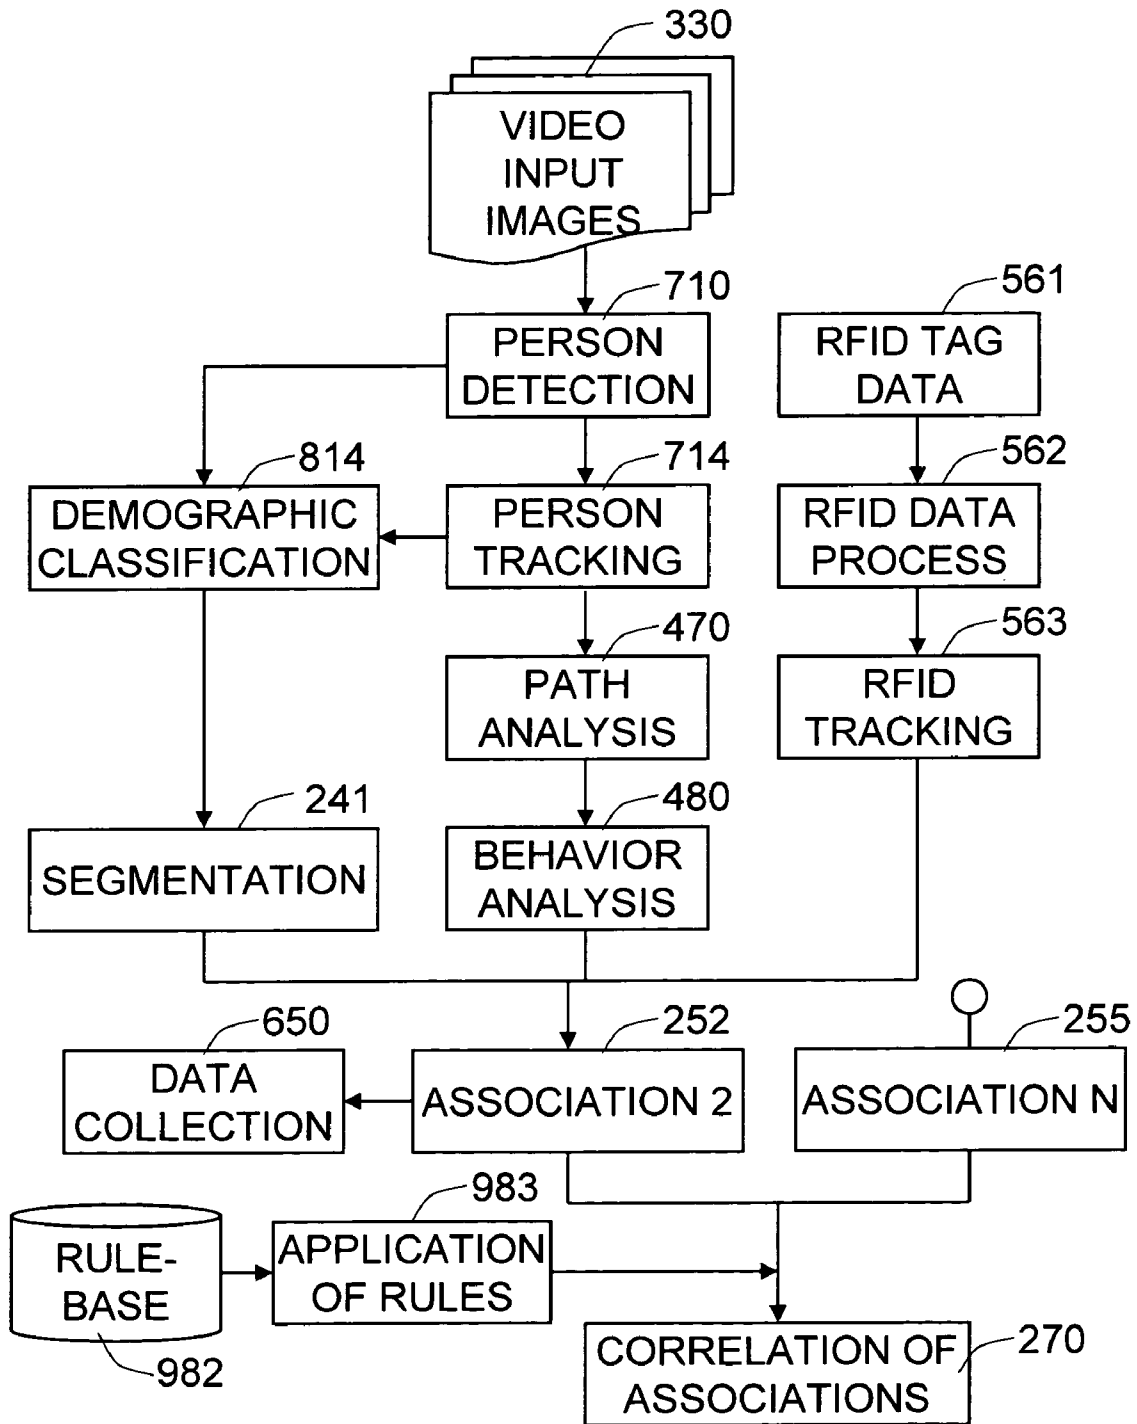 330
VIDEO
INPUT
IMAGES
710
PERSON
DETECTION
561
RFID TAG
DATA
814
DEMOGRAPHIC
CLASSIFICATION
714
PERSON
TRACKING
562
RFID DATA
PROCESS
470
PATH
ANALYSIS
563
RFID
TRACKING
241
SEGMENTATION
480
BEHAVIOR
ANALYSIS
650
DATA
COLLECTION
252
ASSOCIATION 2
255
ASSOCIATION N
RULE-
BASE
982
983
APPLICATION
OF RULES
270
CORRELATION OF
ASSOCIATIONS